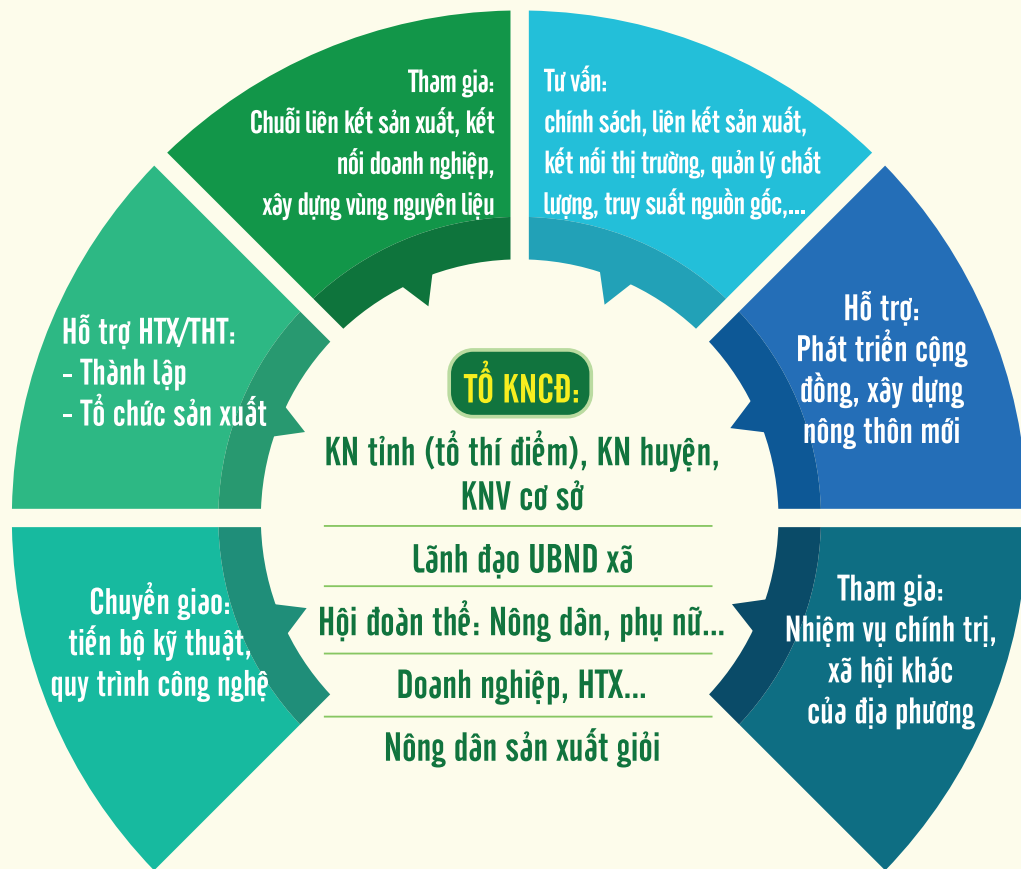 Tham gia:
Chuỗi liên kết sản xuất, kết
nối doanh nghiệp,
xây dựng vùng nguyên liệu
Tư vấn:
chính sách, liên kết sản xuất,
kết nối thị trường, quản lý chất
lượng, truy suất nguồn gốc,...
Hỗ trợ HTX/THT:
- Thành lập
- Tổ chức sản xuất
Hỗ trợ:
Phát triển cộng
đồng, xây dựng
nông thôn mới
Chuyển giao:
tiến bộ kỹ thuật,
quy trình công nghệ
Tham gia:
Nhiệm vụ chính trị,
xã hội khác
của địa phương
TỔ KNCĐ:
KN tỉnh (tổ thí điểm), KN huyện,
KNV cơ sở
Lãnh đạo UBND xã
Hội đoàn thể: Nông dân, phụ nữ...
Doanh nghiệp, HTX...
Nông dân sản xuất giỏi